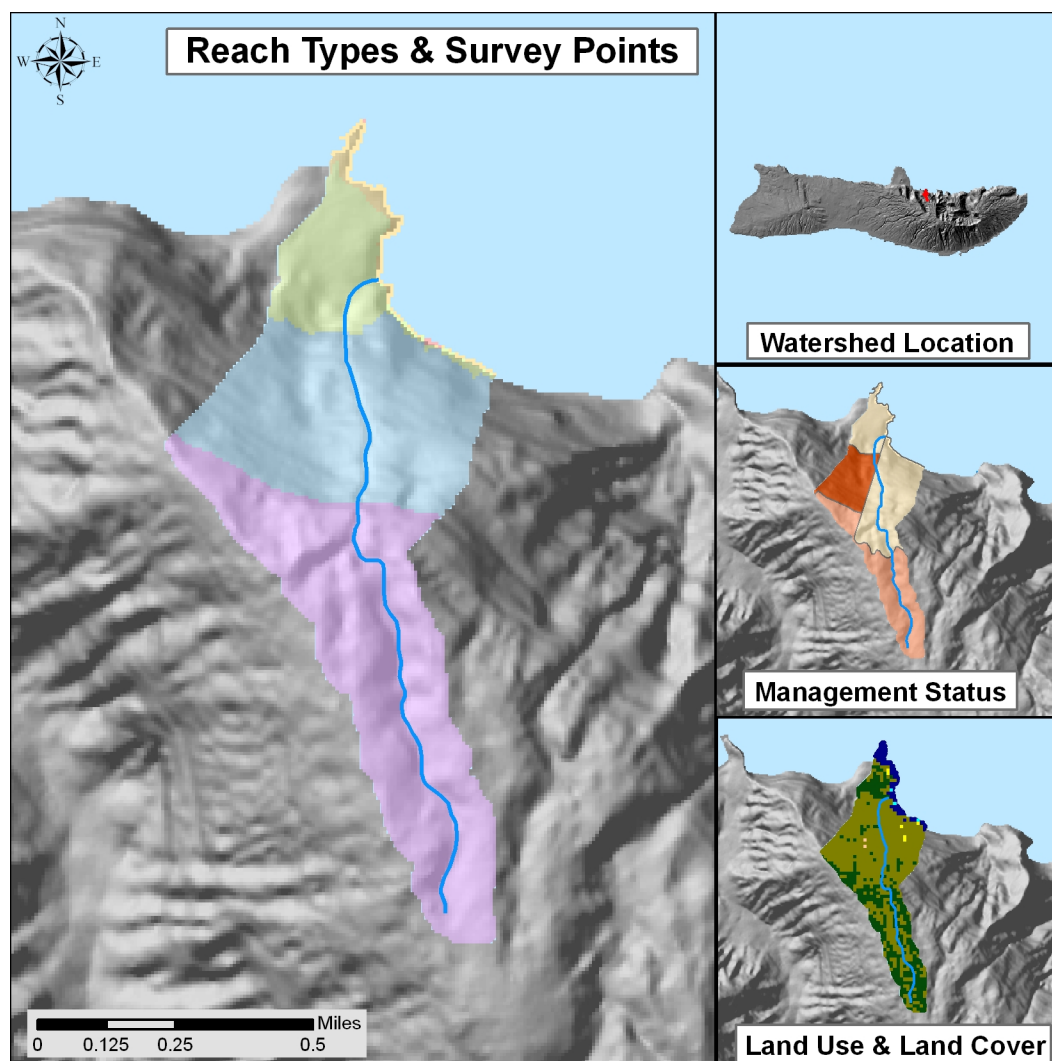 N
W E
S
Reach Types & Survey Points
Watershed Location
Management Status
Land Use & Land Cover
Miles
0 0.125 0.25 0.5